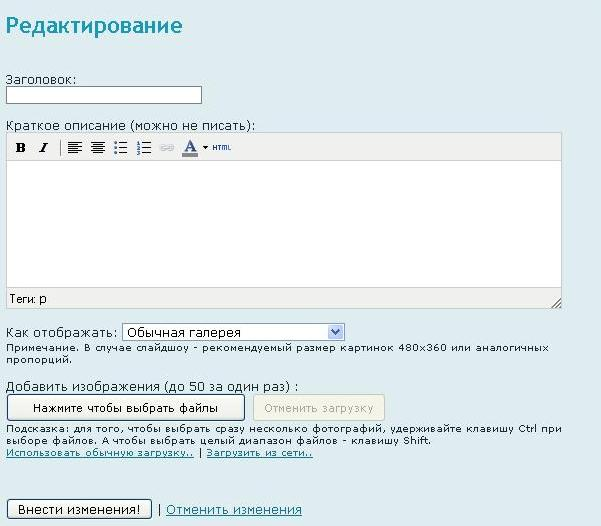 Редактирование
Заголовок:
Краткое описание (можно не писать):
B I A HTML
Теги: p
Как отображать: Обычная галерея
Примечание. В случае слайдшоу - рекомендуемый размер картинок 480x360 или аналогичных
пропорций.
Добавить изображения (до 50 за один раз) :
Нажмите чтобы выбрать файлы Отменить загрузку
Подсказка: для того, чтобы выбрать сразу несколько фотографий, удерживайте клавишу Ctrl при
выборе файлов. А чтобы выбрать целый диапазон файлов - клавишу Shift.
Использовать обычную загрузку.. | Загрузить из сети..
Внести изменения! | Отменить изменения